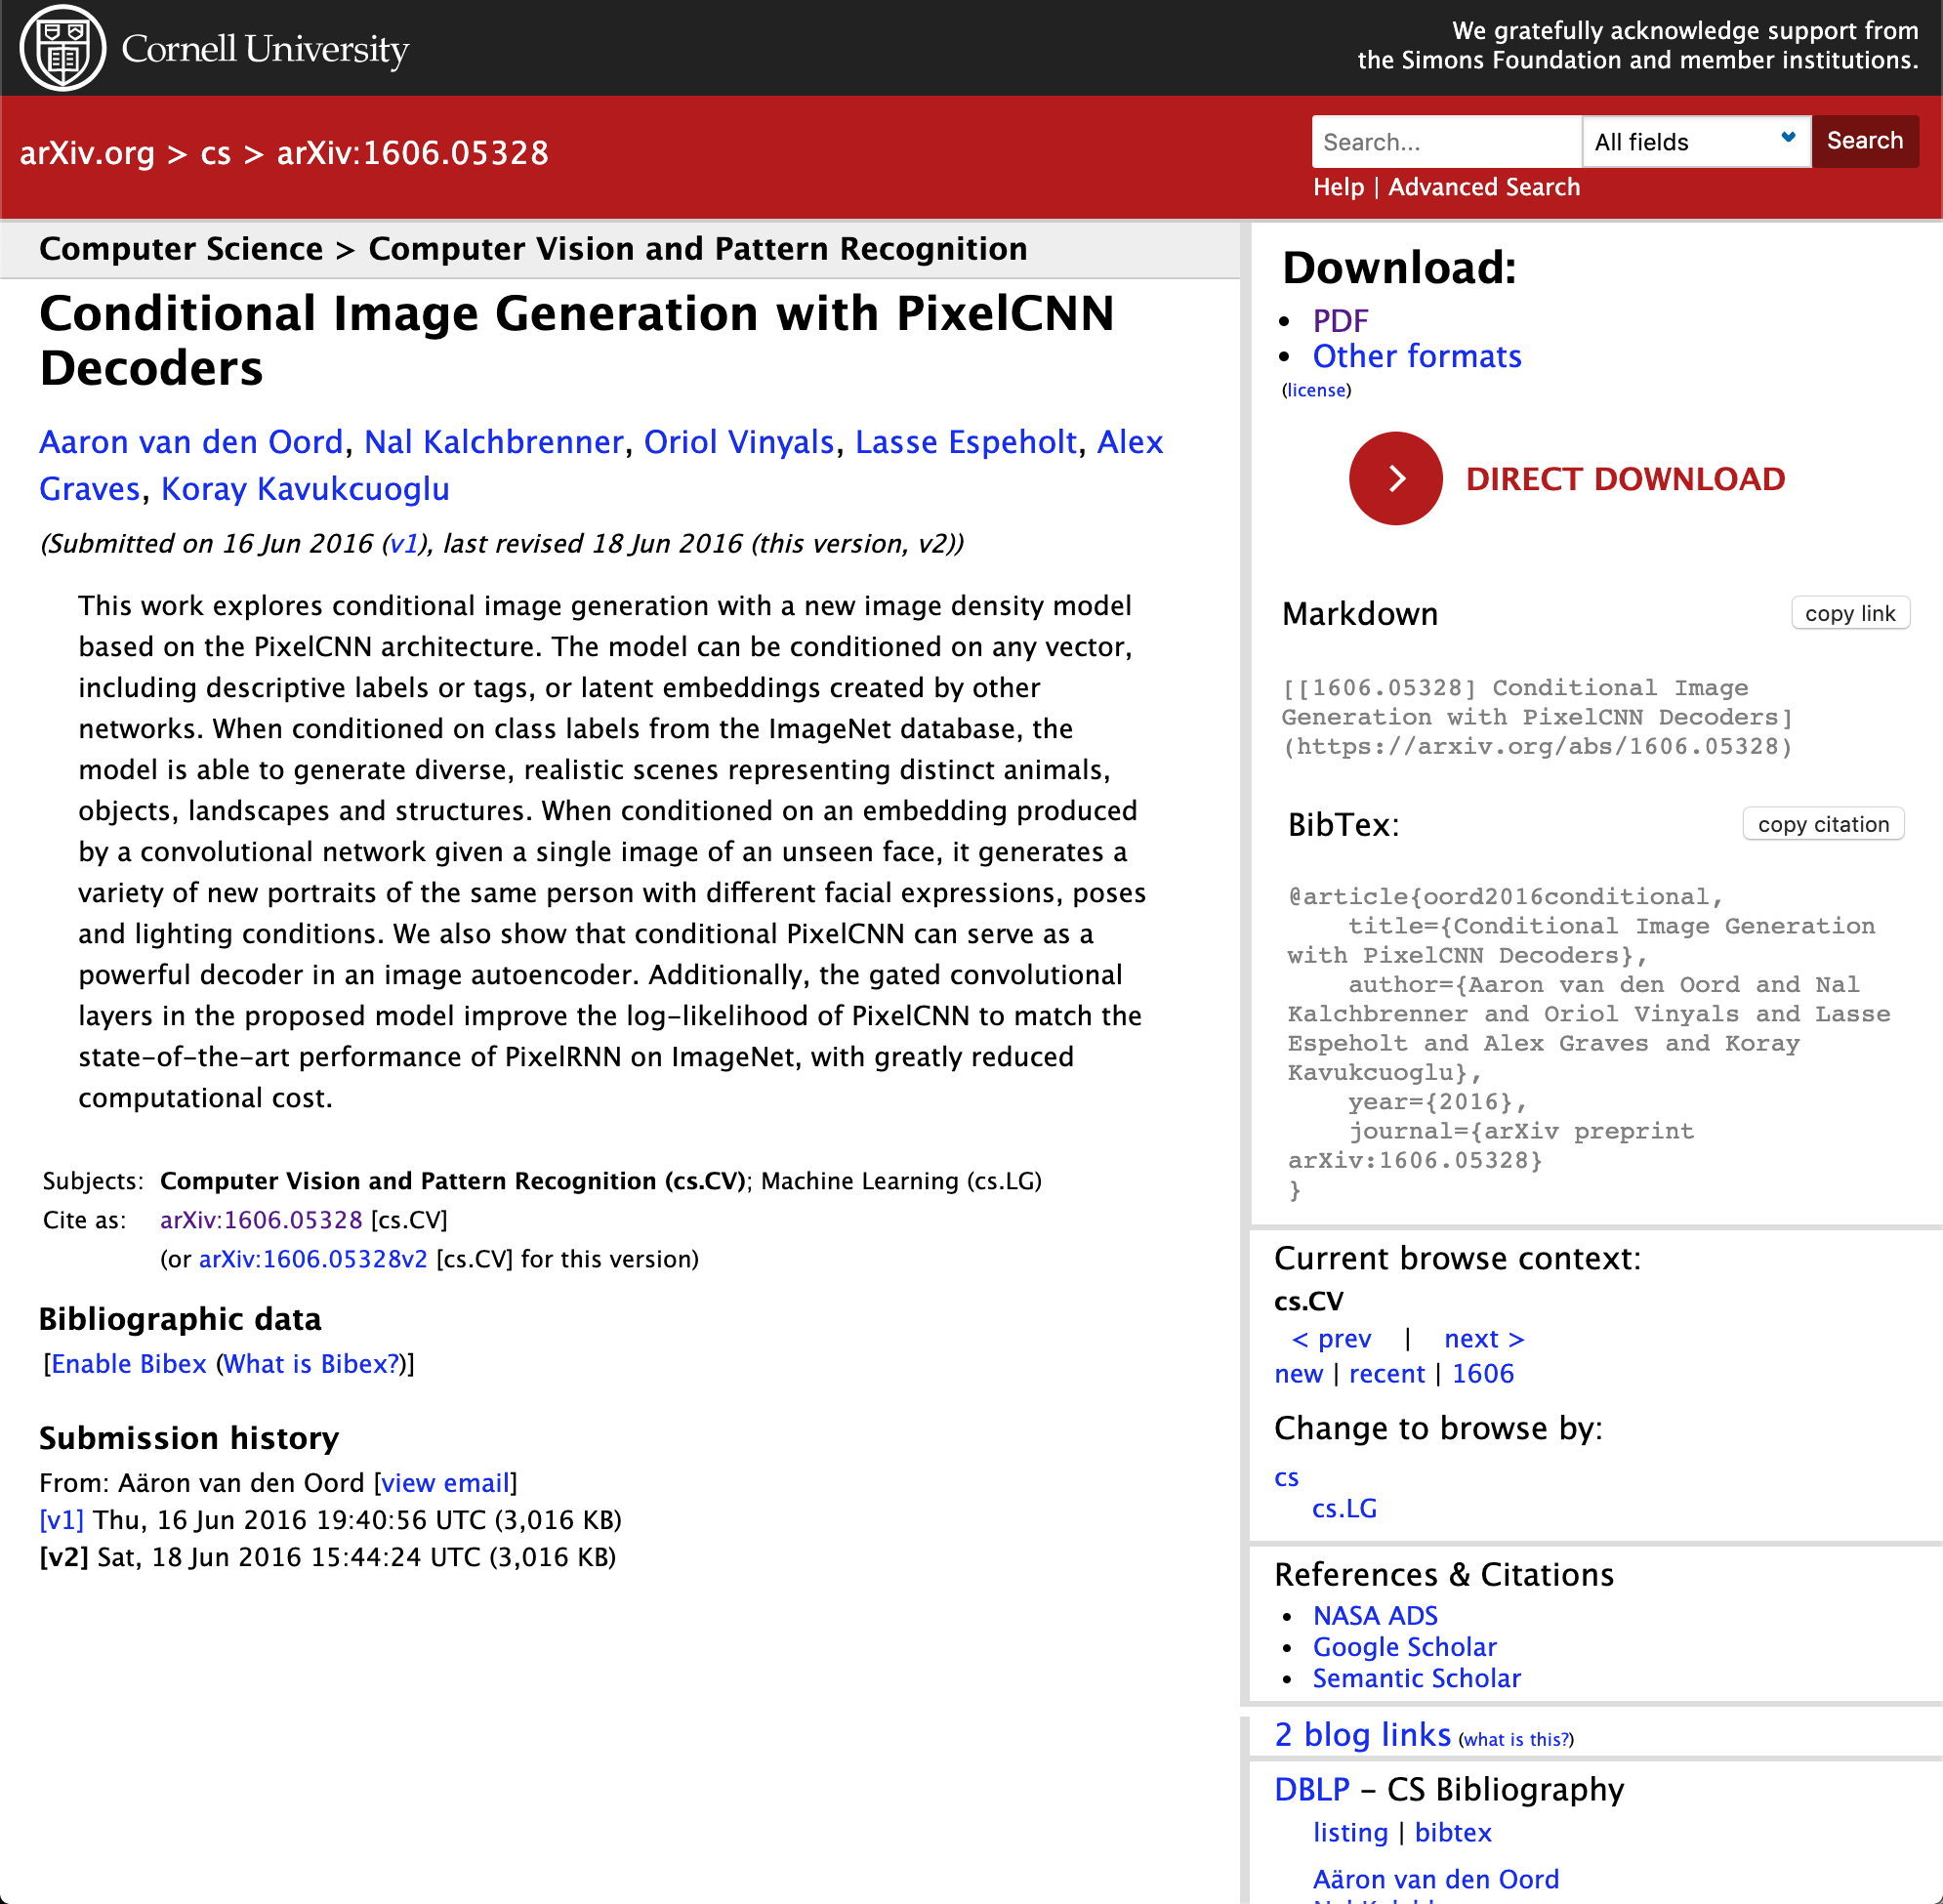 Cornell University
We gratefully acknowledge support from
the Simons Foundation and member institutions.
arXiv.org > cs > arXiv:1606.05328
Search...
All fields
Search
Help | Advanced Search
Computer Science > Computer Vision and Pattern Recognition
Conditional Image Generation with PixelCNN
Decoders
Aaron van den Oord, Nal Kalchbrenner, Oriol Vinyals, Lasse Espeholt, Alex
Graves, Koray Kavukcuoglu
(Submitted on 16 Jun 2016 (v1), last revised 18 Jun 2016 (this version, v2))
This work explores conditional image generation with a new image density model
based on the PixelCNN architecture. The model can be conditioned on any vector,
including descriptive labels or tags, or latent embeddings created by other
networks. When conditioned on class labels from the ImageNet database, the
model is able to generate diverse, realistic scenes representing distinct animals,
objects, landscapes and structures. When conditioned on an embedding produced
by a convolutional network given a single image of an unseen face, it generates a
variety of new portraits of the same person with different facial expressions, poses
and lighting conditions. We also show that conditional PixelCNN can serve as a
powerful decoder in an image autoencoder. Additionally, the gated convolutional
layers in the proposed model improve the log-likelihood of PixelCNN to match the
state-of-the-art performance of PixelRNN on ImageNet, with greatly reduced
computational cost.
Subjects: Computer Vision and Pattern Recognition (cs.CV); Machine Learning (cs.LG)
Cite as: arXiv:1606.05328 [cs.CV]
(or arXiv:1606.05328v2 [cs.CV] for this version)
Bibliographic data
[Enable Bibex (What is Bibex?)]
Submission history
From: Aäron van den Oord [view email]
[v1] Thu, 16 Jun 2016 19:40:56 UTC (3,016 KB)
[v2] Sat, 18 Jun 2016 15:44:24 UTC (3,016 KB)
Download:
• PDF
• Other formats
(license)
DIRECT DOWNLOAD
Markdown
copy link
[[1606.05328] Conditional Image
Generation with PixelCNN Decoders]
(https://arxiv.org/abs/1606.05328)
BibTex:
copy citation
@article{oord2016conditional,
title={Conditional Image Generation
with PixelCNN Decoders},
author={Aaron van den Oord and Nal
Kalchbrenner and Oriol Vinyals and Lasse
Espeholt and Alex Graves and Koray
Kavukcuoglu},
year={2016},
journal={arXiv preprint
arXiv:1606.05328}
}
Current browse context:
cs.CV
< prev | next >
new | recent | 1606
Change to browse by:
cs
cs.LG
References & Citations
• NASA ADS
• Google Scholar
• Semantic Scholar
2 blog links (what is this?)
DBLP – CS Bibliography
listing | bibtex
Aäron van den Oord